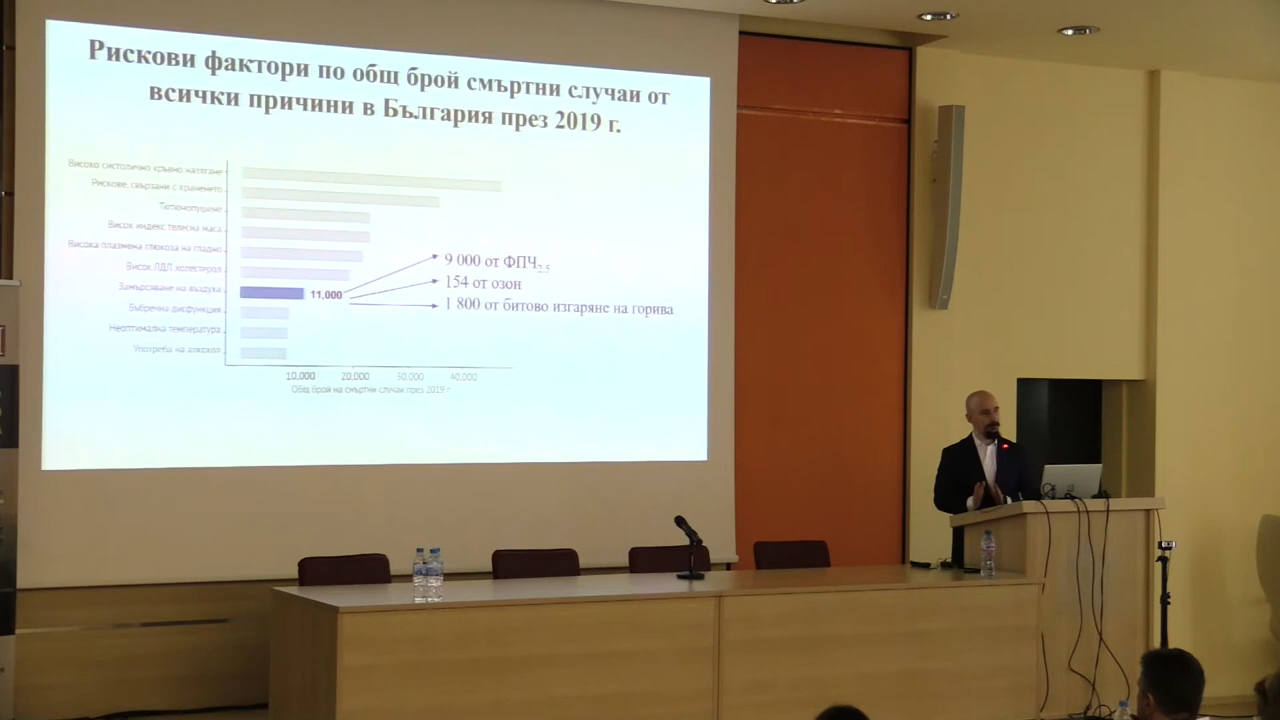 Рискови фактори по общ брой смъртни случаи от
всички причини в България през 2019 г.
Високо систолично кръвно налягане
Рискове, свързани с храненето
Тютюнопушене
Висок индекс телесна маса
Висока плазмена глюкоза на гладно
Висок ЛДЛ холестерол
Замърсяване на въздуха
11,000
Бъбречна дисфункция
Неоптимална температура
Употреба на алкохол
9 000 от ФПЧ2.5
154 от озон
1 800 от битово изгаряне на горива
10,000 20,000 30,000 40,000
Общ брой на смъртни случаи през 2019 г